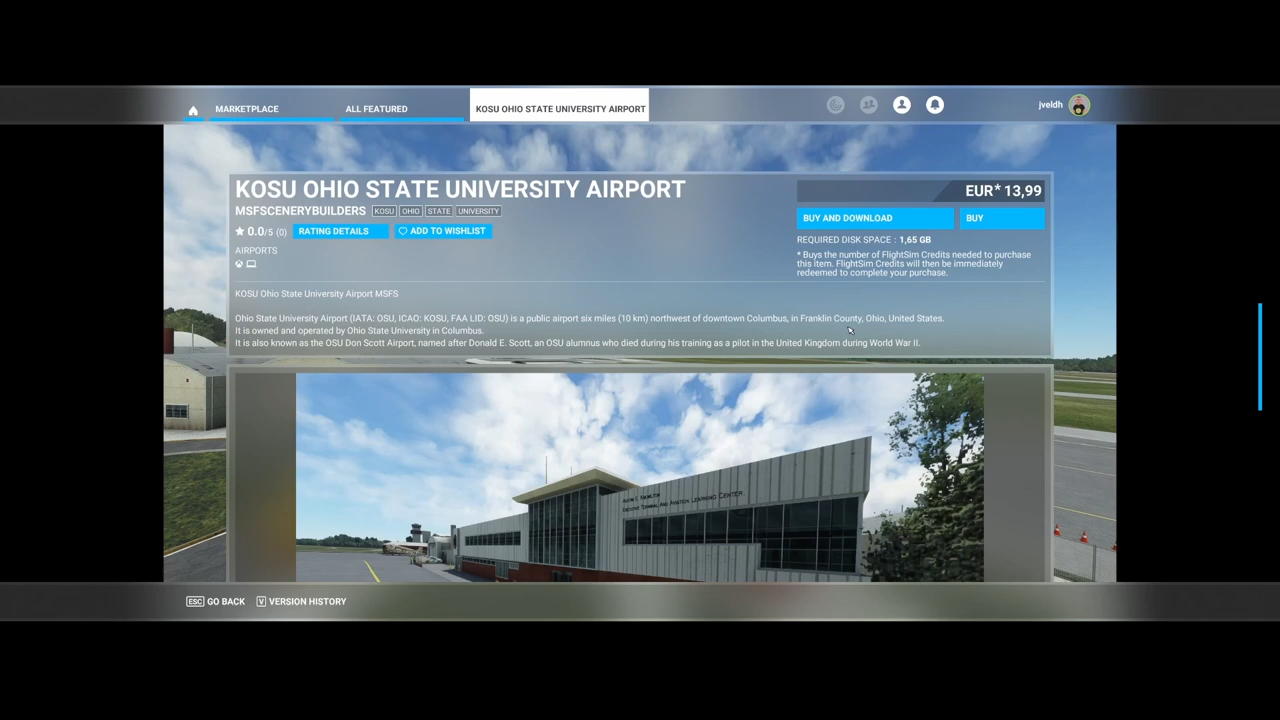 MARKETPLACE
ALL FEATURED
KOSU OHIO STATE UNIVERSITY AIRPORT
jveldh
KOSU OHIO STATE UNIVERSITY AIRPORT
MSFSCENERYBUILDERS KOSU OHIO STATE UNIVERSITY
0.0/5 (0) RATING DETAILS ADD TO WISHLIST
AIRPORTS
EUR* 13,99
BUY AND DOWNLOAD BUY
REQUIRED DISK SPACE : 1,65 GB
* Buys the number of FlightSim Credits needed to purchase
this item. FlightSim Credits will then be immediately
redeemed to complete your purchase.
KOSU Ohio State University Airport MSFS
Ohio State University Airport (IATA: OSU, ICAO: KOSU, FAA LID: OSU) is a public airport six miles (10 km) northwest of downtown Columbus, in Franklin County, Ohio, United States.
It is owned and operated by Ohio State University in Columbus.
It is also known as the OSU Don Scott Airport, named after Donald E. Scott, an OSU alumnus who died during his training as a pilot in the United Kingdom during World War II.
Executive Terminal And Aviation Learning Center
ESC GO BACK V VERSION HISTORY